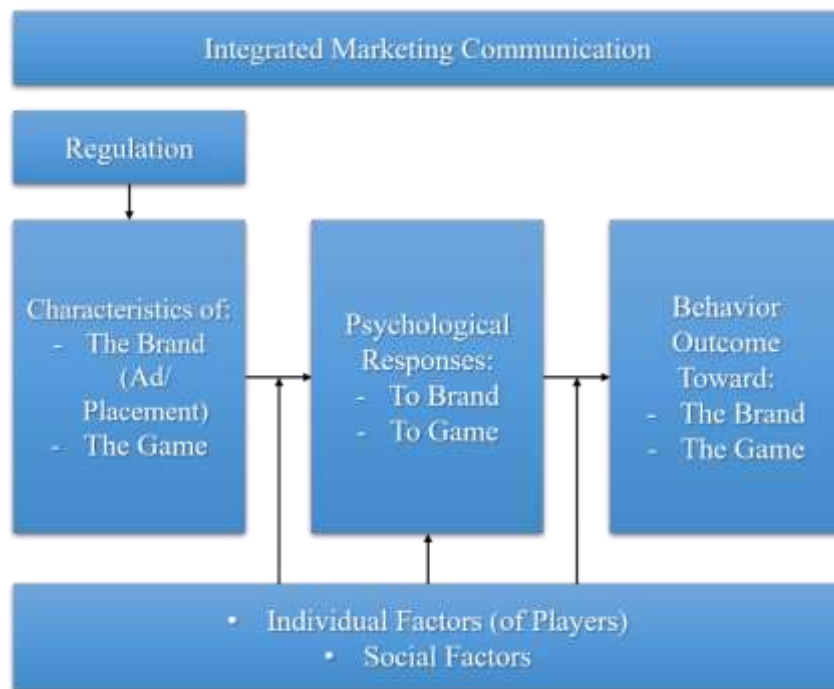 Integrated Marketing Communication
Regulation
Characteristics of:
- The Brand
(Ad/
Placement)
- The Game
Psychological
Responses:
- To Brand
- To Game
Behavior
Outcome
Toward:
- The Brand
- The Game
• Individual Factors (of Players)
• Social Factors